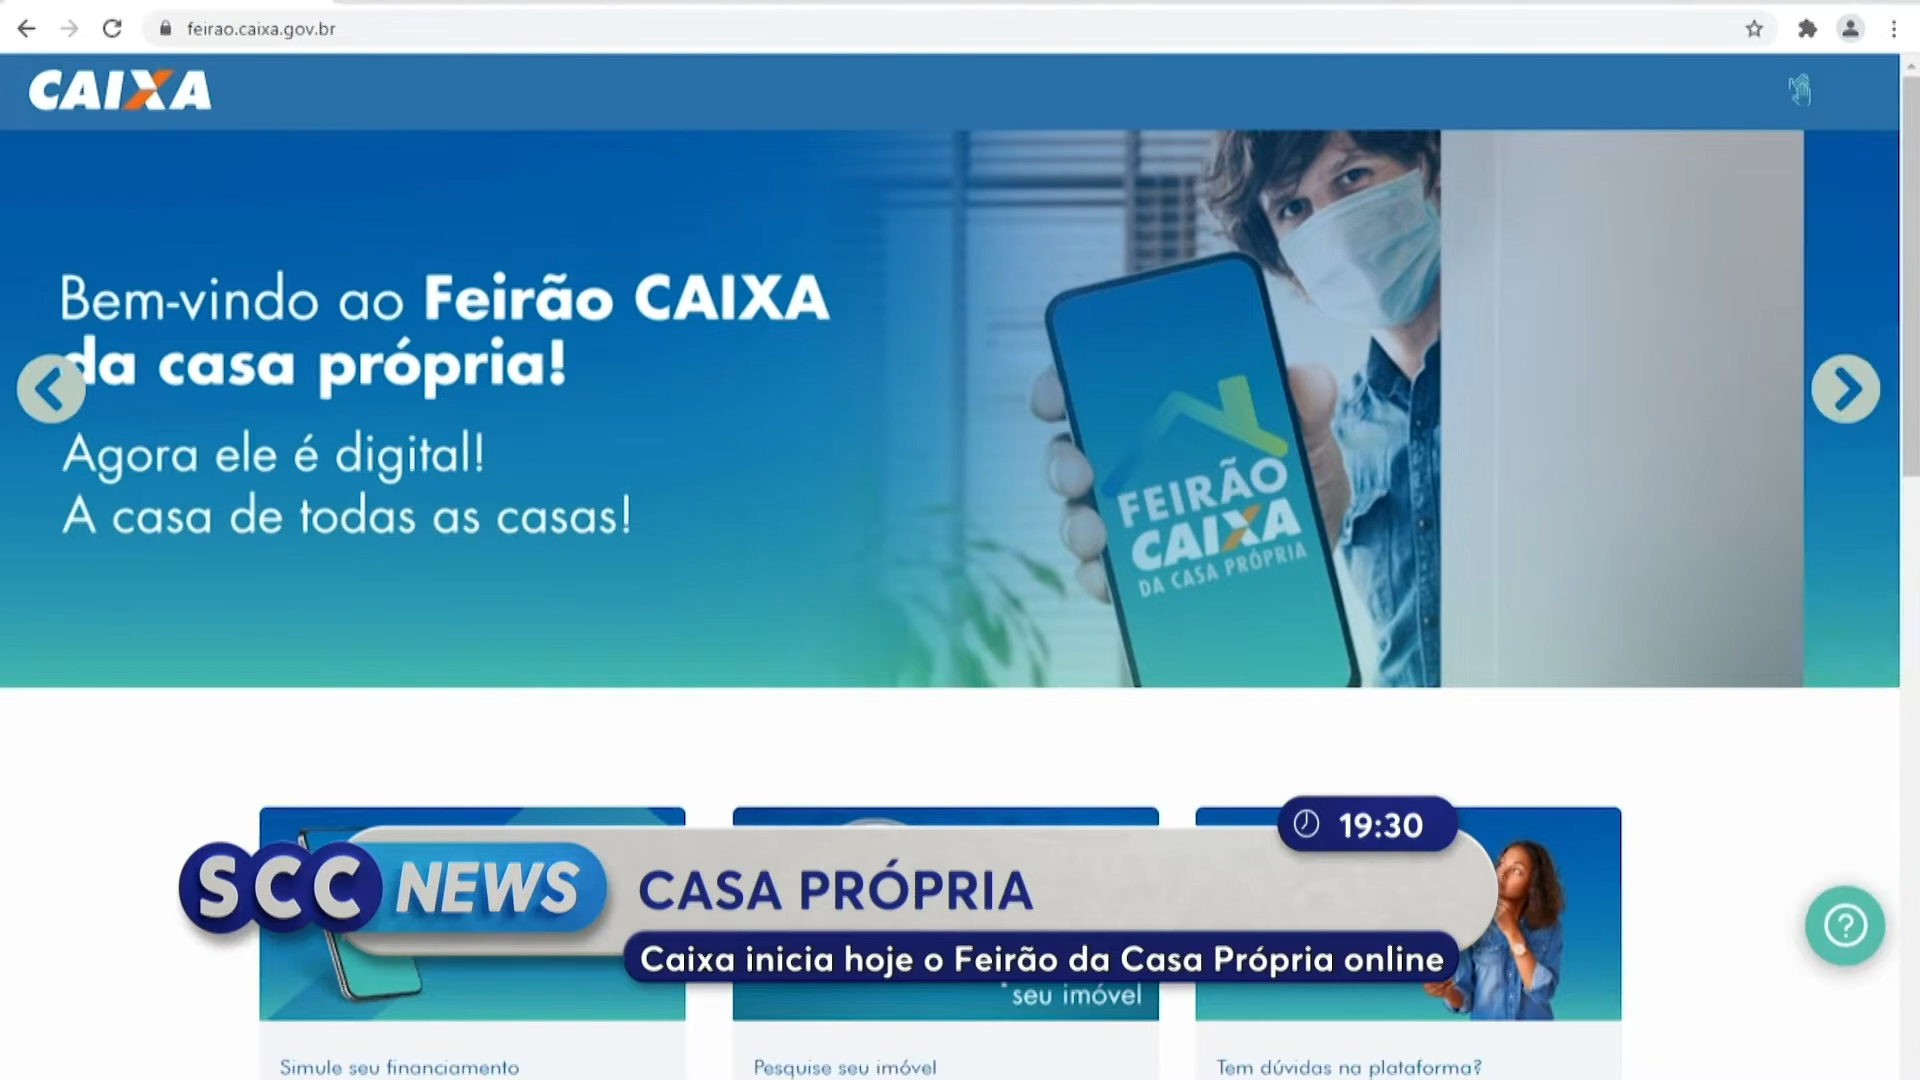 feirao.caixa.gov.br
CAIXA
Bem-vindo ao Feirão CAIXA
da casa própria!
Agora ele é digital!
A casa de todas as casas!
FEIRÃO
CAIXA
DA CASA PRÓPRIA
19:30
SCC NEWS
CASA PRÓPRIA
Caixa inicia hoje o Feirão da Casa Própria online
seu imóvel
Simule seu financiamento
Pesquise seu imóvel
Tem dúvidas na plataforma?